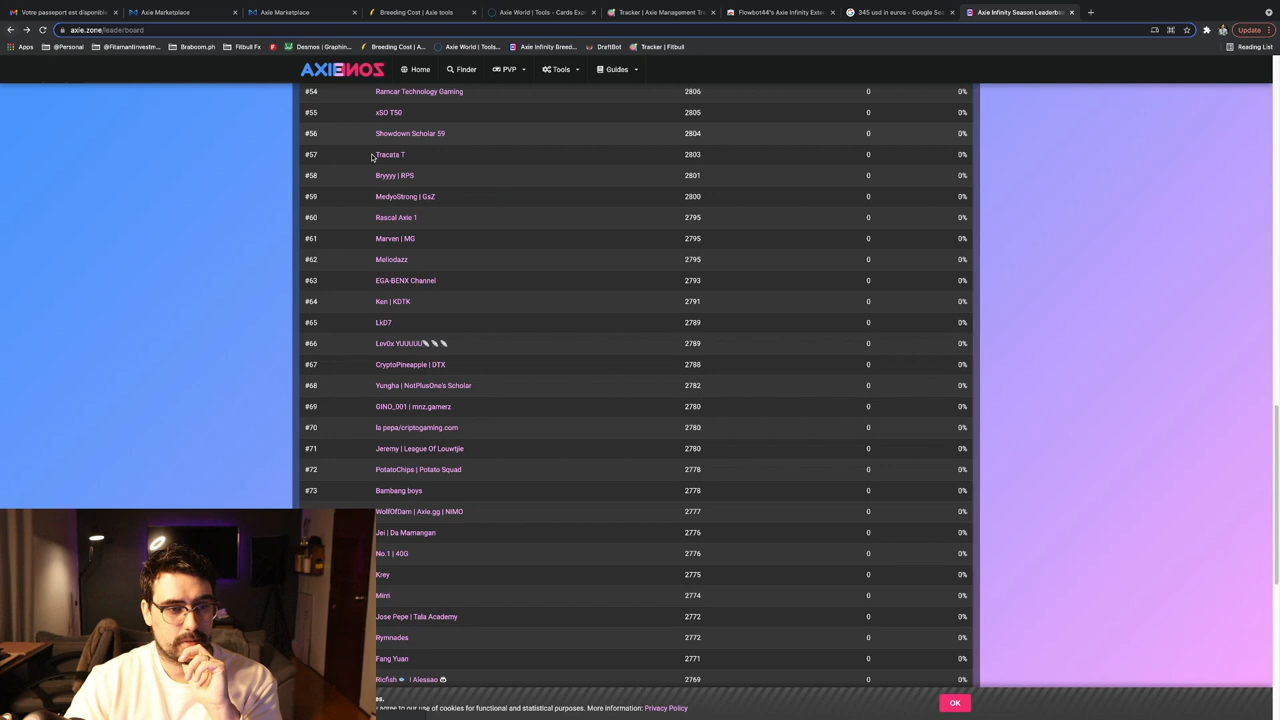 Votre passeport est disponible
Axie Marketplace
Axie Marketplace
Breeding Cost | Axie tools
Axie World | Tools - Cards Exp
Tracker | Axie Management Tr
Flowbot44's Axie Infinity Exte
345 usd in euros - Google Sea
Axie Infinity Season Leaderbo
axie.zone/leaderboard
Update
Apps
@Personal
@Fitamantinvestm...
Braboom.ph
Fitbull Fx
Desmos | Graphin...
Breeding Cost | A...
Axie World | Tools...
Axie Infinity Breed...
DraftBot
Tracker | Fitbull
Reading List
AXIE ZONE
Home
Finder
PVP
Tools
Guides
#54 Ramcar Technology Gaming 2806 0 0%
#55 xSO T50 2805 0 0%
#56 Showdown Scholar 59 2804 0 0%
#57 Tracata T 2803 0 0%
#58 Bryyyy | RPS 2801 0 0%
#59 MedyoStrong | GsZ 2800 0 0%
#60 Rascal Axie 1 2795 0 0%
#61 Marven | MG 2795 0 0%
#62 Meliodazz 2795 0 0%
#63 EGA-BENX Channel 2793 0 0%
#64 Ken | KDTK 2791 0 0%
#65 LkD7 2789 0 0%
#66 Lev0x YUUUUU 2789 0 0%
#67 CryptoPineapple | DTX 2788 0 0%
#68 Yungha | NotPlusOne's Scholar 2782 0 0%
#69 GINO_001 | mnz.gamerz 2780 0 0%
#70 la pepa/criptogaming.com 2780 0 0%
#71 Jeremy | League Of Louwtjie 2780 0 0%
#72 PotatoChips | Potato Squad 2778 0 0%
#73 Bambang boys 2778 0 0%
WolfOfDam | Axie.gg | NIMO 2777 0 0%
Jei | Da Mamangan 2776 0 0%
No.1 | 40G 2776 0 0%
Krey 2775 0 0%
Mirri 2774 0 0%
Jose Pepe | Tala Academy 2772 0 0%
Rymnades 2772 0 0%
Fang Yuan 2771 0 0%
Ricfish | Alessao 2769 0 0%
es.
agree to our use of cookies for functional and statistical purposes. More information: Privacy Policy
OK